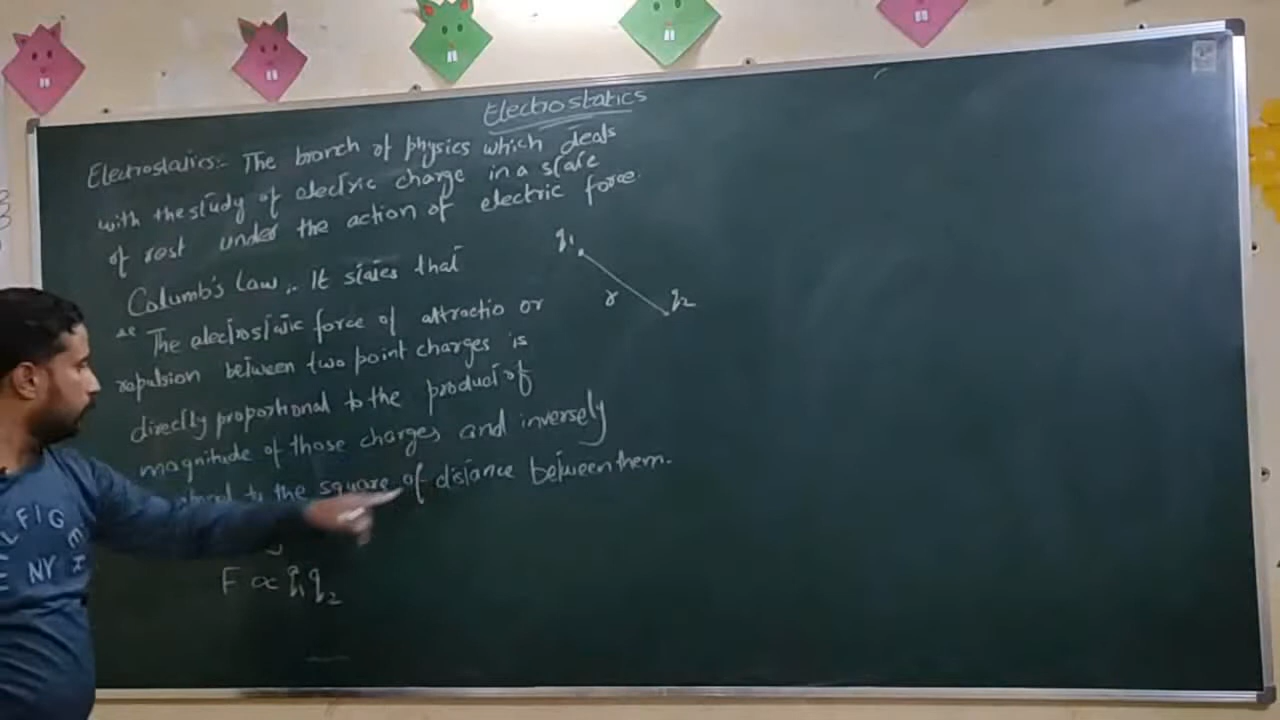 Electrostatics
Electrostatics:- The branch of physics which deals
with the study of electric charge in a state
of rest under the action of electric force.
Columb's Law:- It states that
" The electrostatic force of attractio or
repulsion between two point charges is
directly proportional to the product of
magnitude of those charges and inversely
to the square of distance between them.
F ∝ q₁q₂
q₁
r
q₂
NY